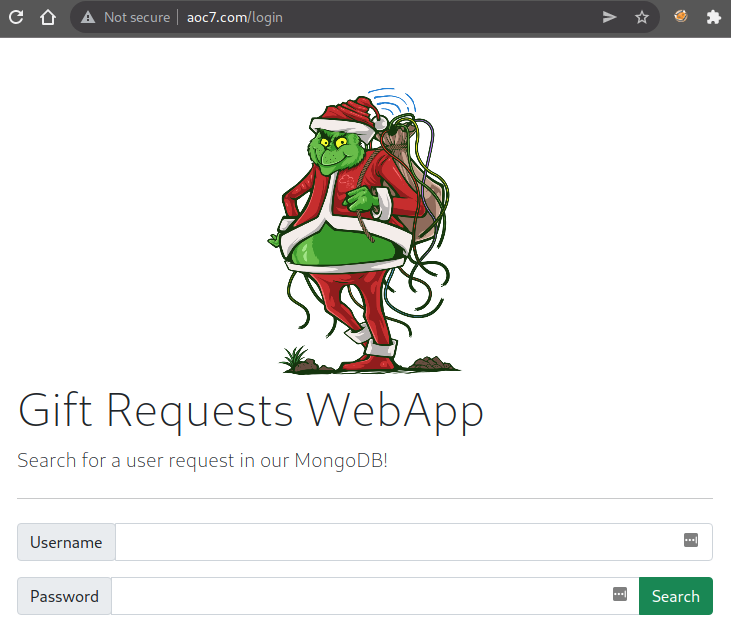 Not secure aoc7.com/login
Gift Requests WebApp
Search for a user request in our MongoDB!
Username
Password Search